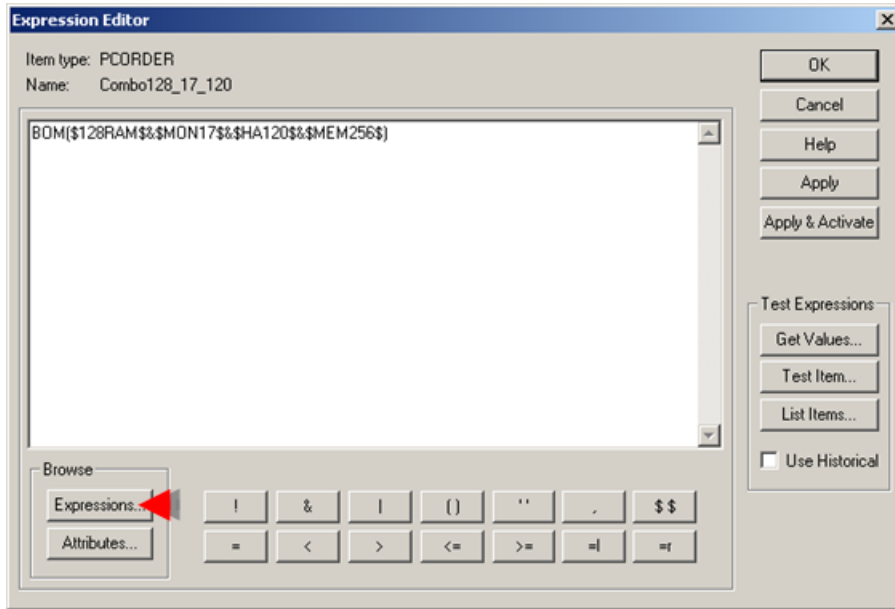 Expression Editor
Item type: PCORDER
Name: Combo128_17_120
BOM($128RAM$&$MON17$&$HA120$&$MEM256$)
OK
Cancel
Help
Apply
Apply & Activate
Test Expressions
Get Values...
Test Item...
List Items...
Use Historical
Browse
Expressions...
Attributes...
! & | () '' , $$
= < > <= >= =l =r